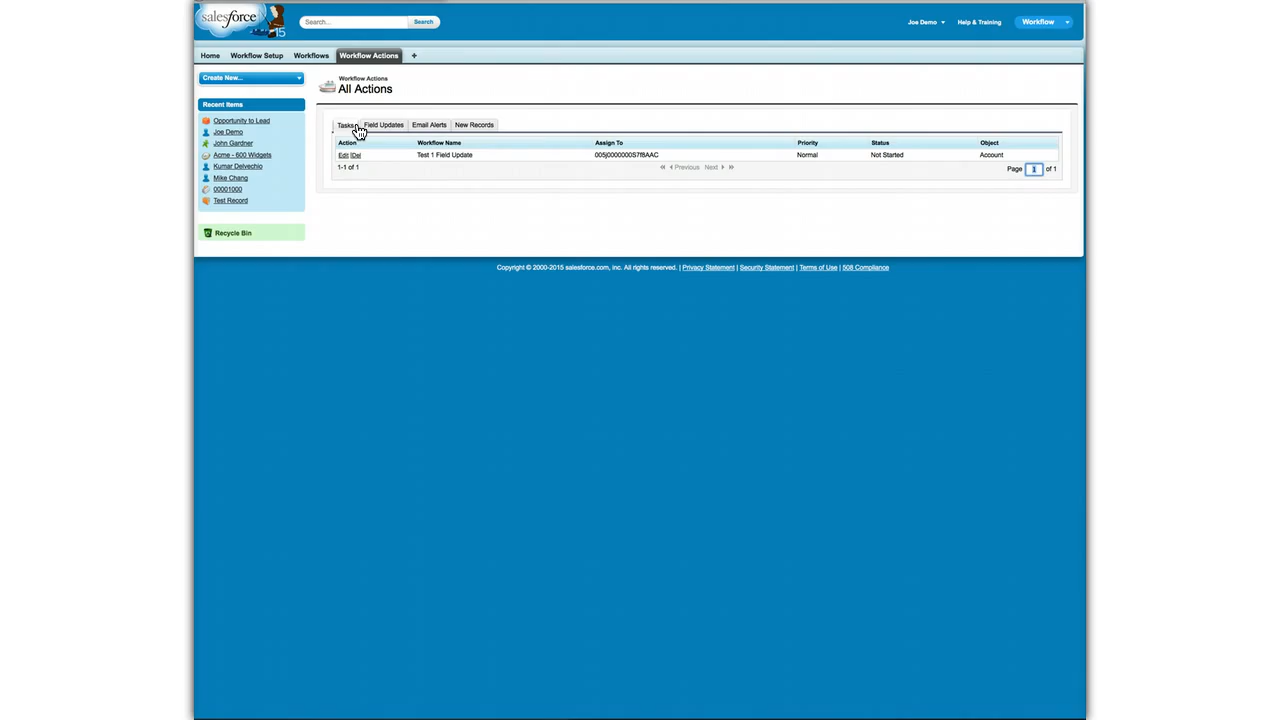 salesforce
15
Search...
Search
Joe Demo
Help & Training
Workflow
Home
Workflow Setup
Workflows
Workflow Actions
+
Create New...
Recent Items
Opportunity to Lead
Joe Demo
John Gardner
Acme - 600 Widgets
Kumar Delvechio
Mike Chang
00001000
Test Record
Recycle Bin
Workflow Actions
All Actions
Tasks
Field Updates
Email Alerts
New Records
Action Workflow Name Assign To Priority Status Object
Edit |Del Test 1 Field Update 005j0000000S7f8AAC Normal Not Started Account
1-1 of 1
Previous Next
Page 1 of 1
Copyright © 2000-2015 salesforce.com, inc. All rights reserved. | Privacy Statement | Security Statement | Terms of Use | 508 Compliance